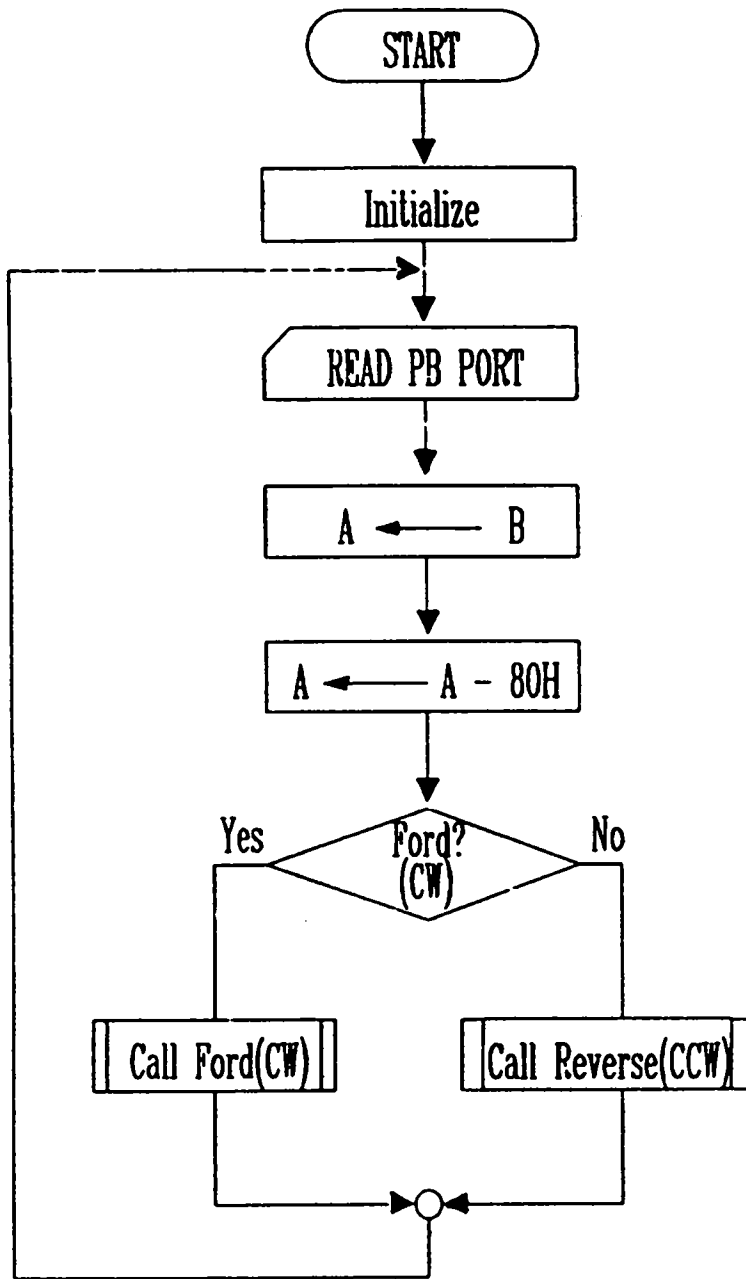 START
Initialize
READ PB PORT
A ← B
A ← A - 80H
Yes
Ford?
(CW)
No
Call Ford(CW)
Call Reverse(CCW)